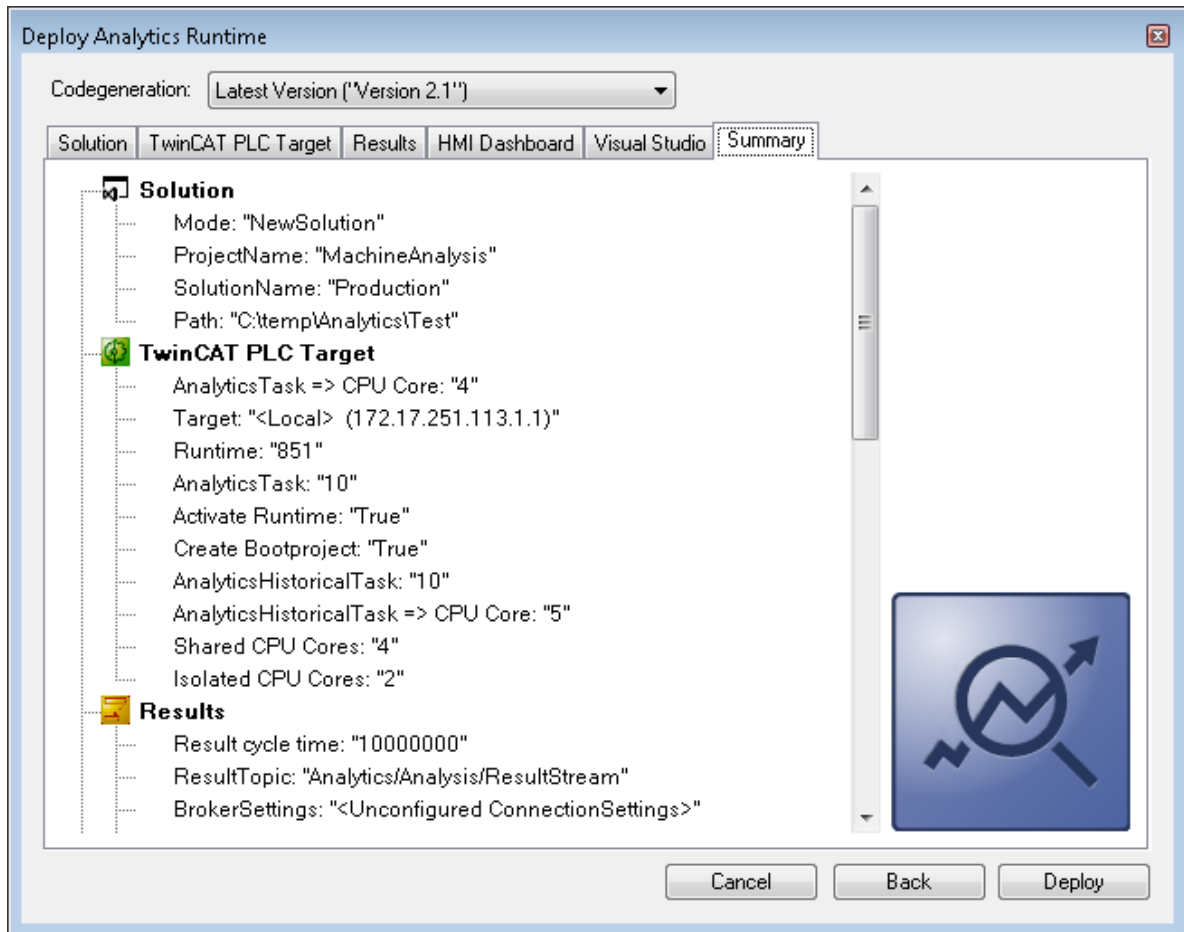 Deploy Analytics Runtime
Codegeneration: Latest Version ("Version 2.1")
Solution TwinCAT PLC Target Results HMI Dashboard Visual Studio Summary
Solution
Mode: "NewSolution"
ProjectName: "MachineAnalysis"
SolutionName: "Production"
Path: "C:\temp\Analytics\Test"
TwinCAT PLC Target
AnalyticsTask => CPU Core: "4"
Target: "<Local>  (172.17.251.113.1.1)"
Runtime: "851"
AnalyticsTask: "10"
Activate Runtime: "True"
Create Bootproject: "True"
AnalyticsHistoricalTask: "10"
AnalyticsHistoricalTask => CPU Core: "5"
Shared CPU Cores: "4"
Isolated CPU Cores: "2"
Results
Result cycle time: "10000000"
ResultTopic: "Analytics/Analysis/ResultStream"
BrokerSettings: "<Unconfigured ConnectionSettings>"
Cancel Back Deploy